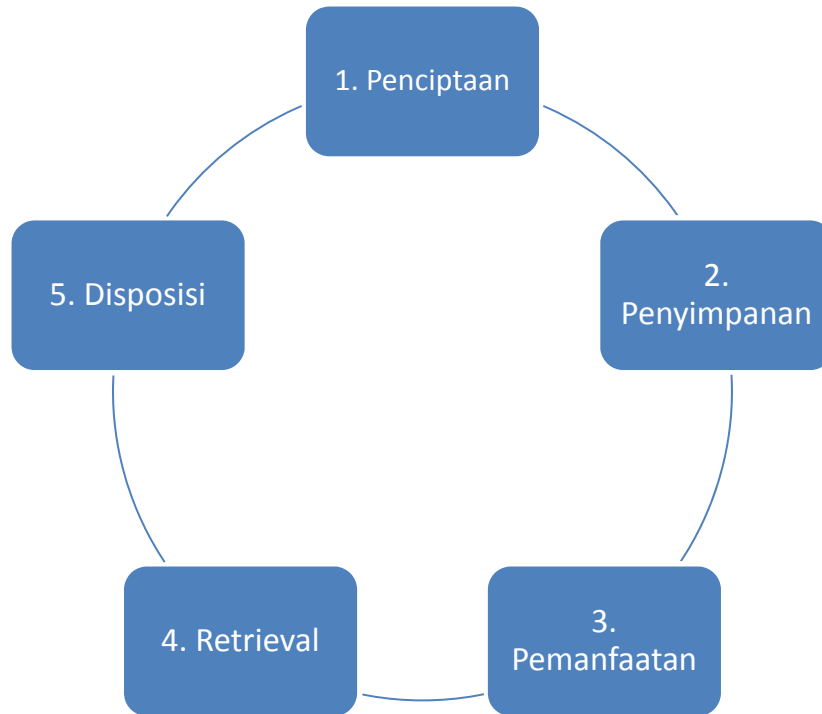 1. Penciptaan
2.
Penyimpanan
3.
Pemanfaatan
4. Retrieval
5. Disposisi